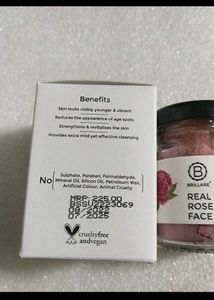 Benefits
Skin looks visibly younger & vibrant
Reduces the appearance of age spots
Strengthens & revitalises the skin
Provides extra mild yet effective cleansing
No
Sulphate, Paraben, Formaldehyde,
Mineral Oil, Silicon Oil, Petroleum Wax,
Artificial Colour, Animal Cruelty
MRP 225.00
07/2025
crueltyfree
andvegan
B
BRILLARE
REAL
ROSE
FACE